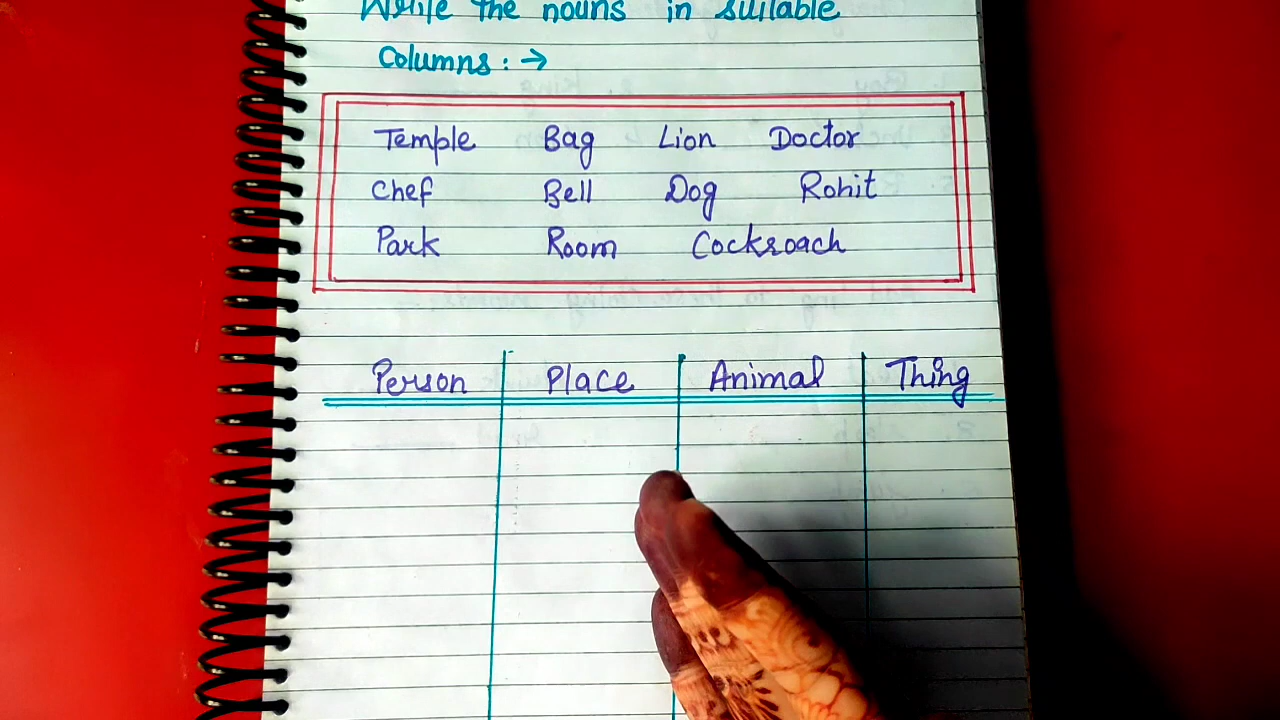 Write the nouns in suitable
Columns : →
Temple Bag Lion Doctor
Chef Bell Dog Rohit
Park Room Cockroach
Person Place Animal Thing